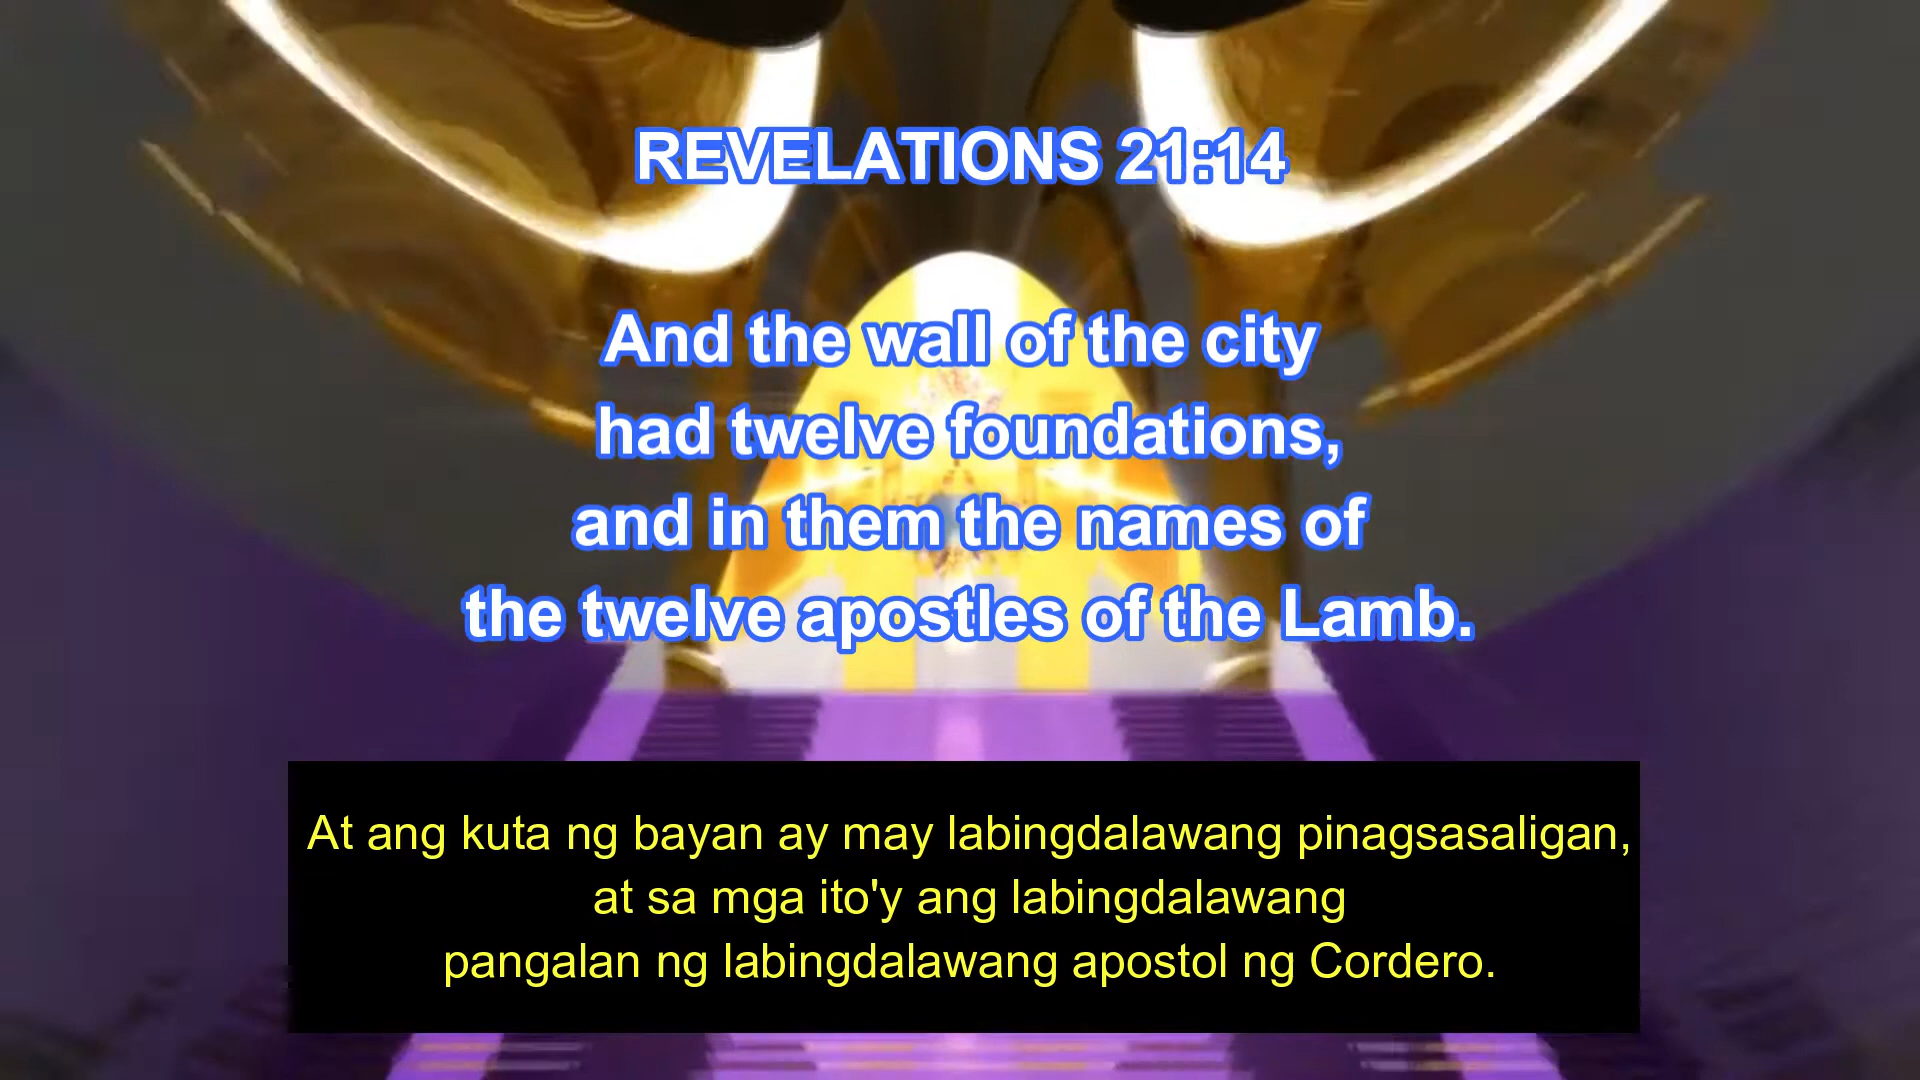 REVELATIONS 21:14
And the wall of the city
had twelve foundations,
and in them the names of
the twelve apostles of the Lamb.
At ang kuta ng bayan ay may labingdalawang pinagsasaligan,
at sa mga ito'y ang labingdalawang
pangalan ng labingdalawang apostol ng Cordero.